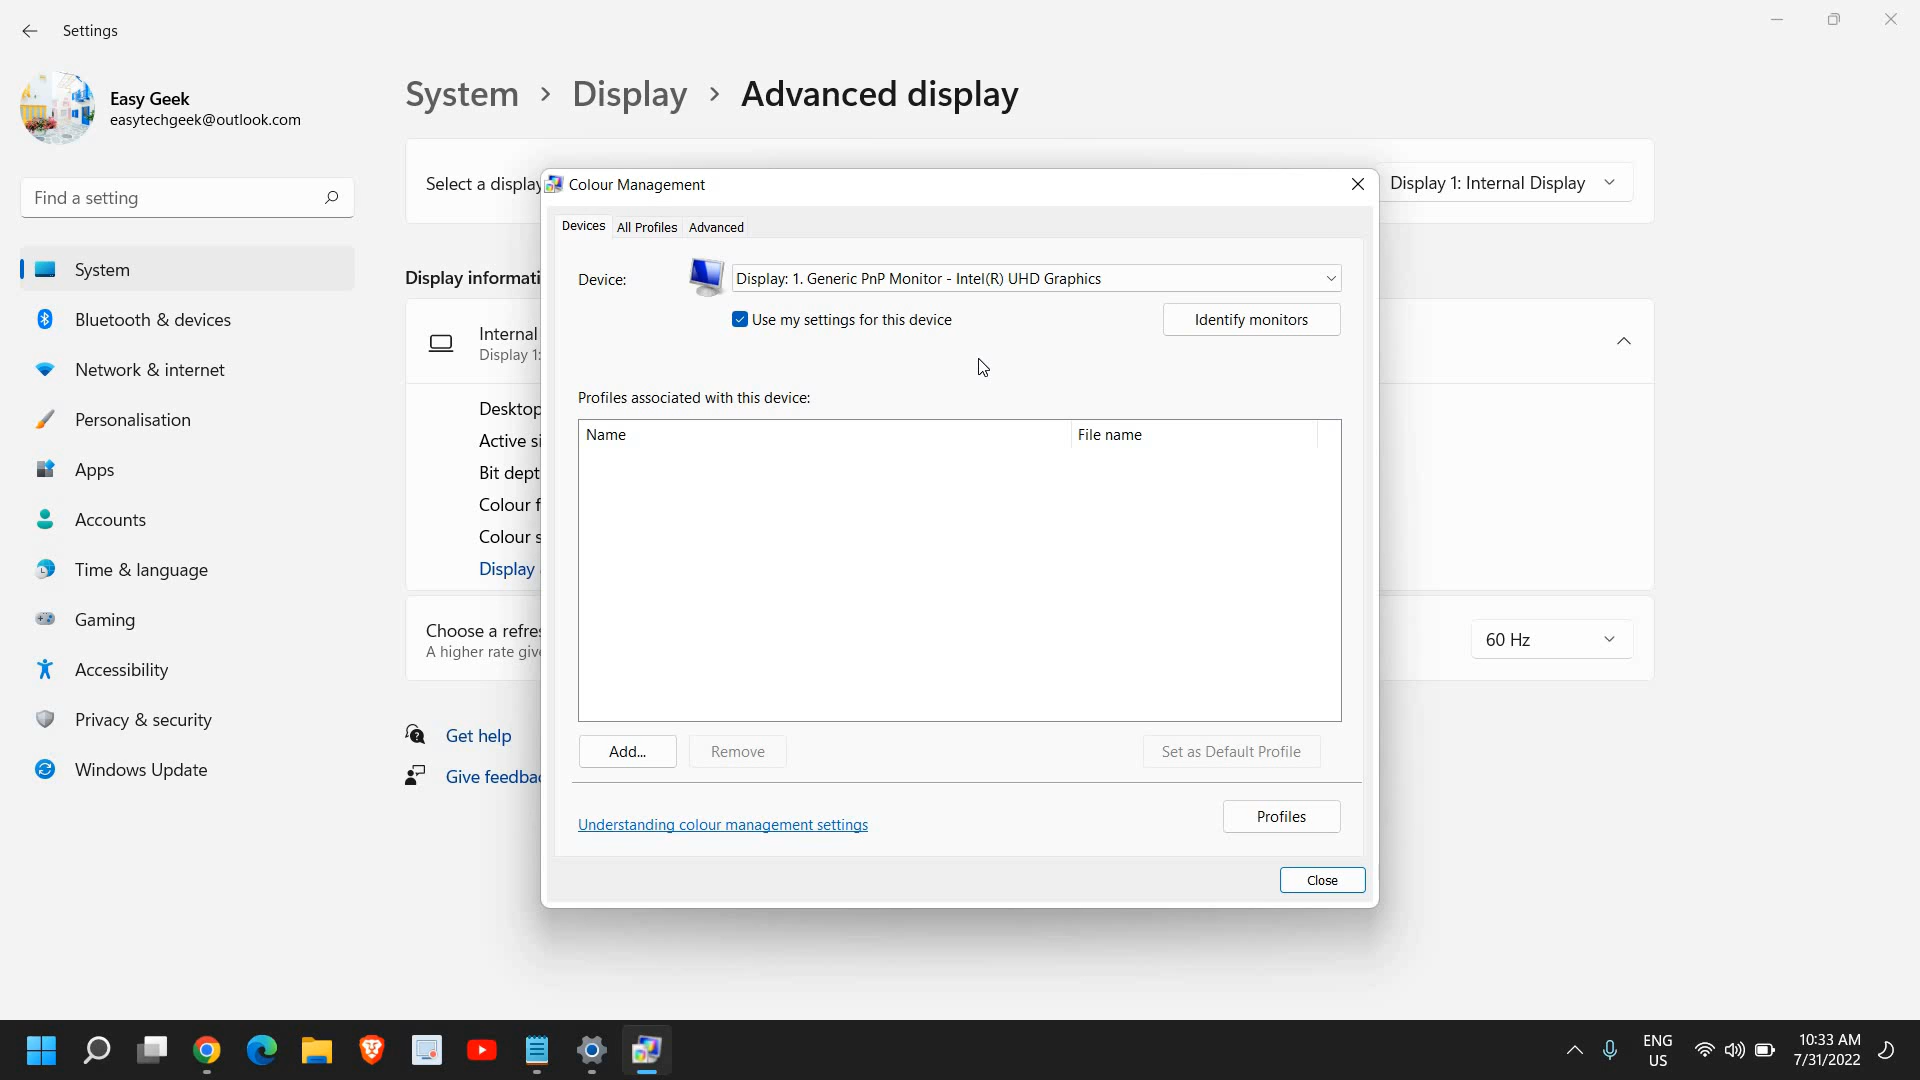 Settings
Easy Geek
easytechgeek@outlook.com
Find a setting
System
Bluetooth & devices
Network & internet
Personalisation
Apps
Accounts
Time & language
Gaming
Accessibility
Privacy & security
Windows Update
System > Display > Advanced display
Select a display
Display 1: Internal Display
Display informati
Internal
Display 1:
Desktop
Active si
Bit dept
Colour f
Colour s
Display
Choose a refre
A higher rate give
60 Hz
Get help
Give feedba
Colour Management
Devices All Profiles Advanced
Device: Display: 1. Generic PnP Monitor - Intel(R) UHD Graphics
Use my settings for this device Identify monitors
Profiles associated with this device:
Name File name
Add... Remove Set as Default Profile
Understanding colour management settings Profiles
Close
ENG
US
10:33 AM
7/31/2022